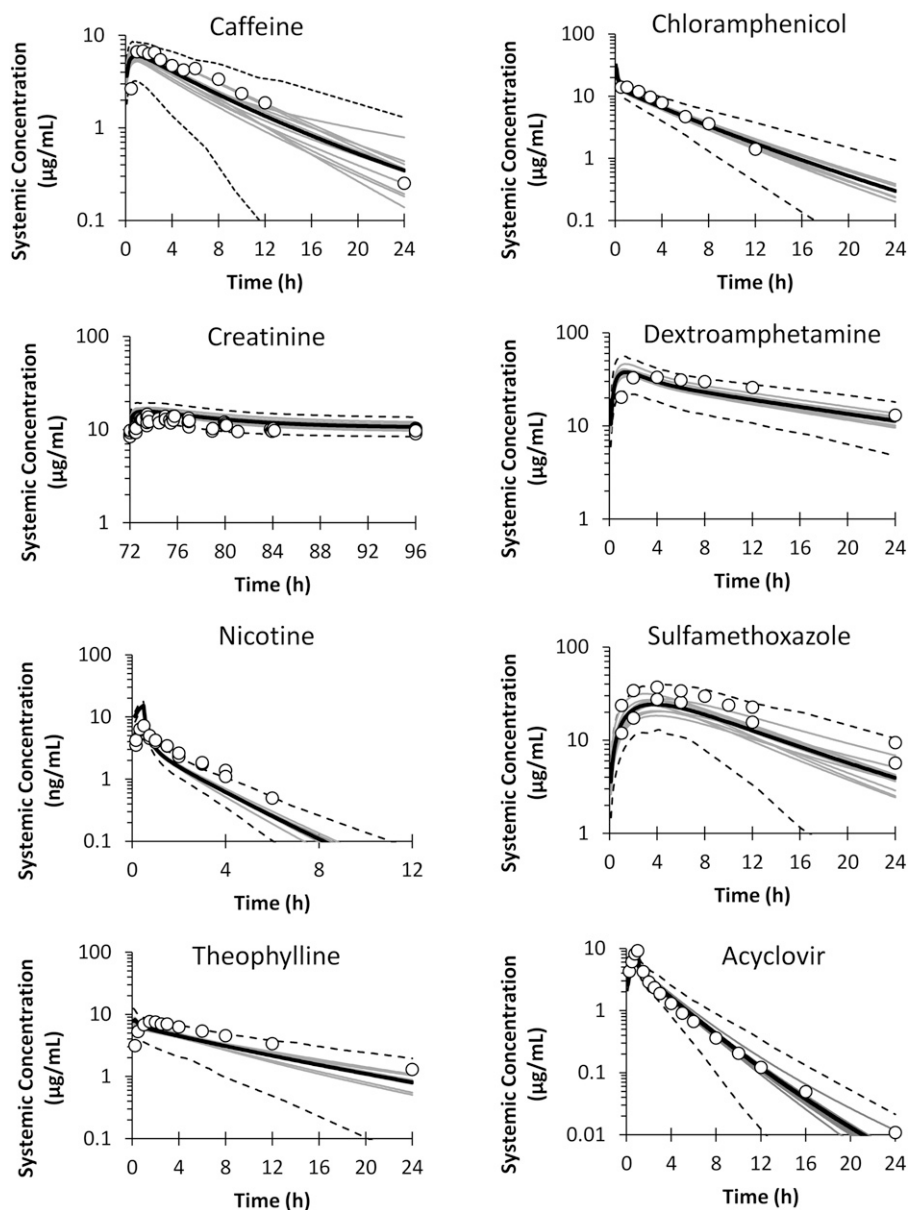 Caffeine
Systemic Concentration
(µg/mL)
10
1
0.1
0 4 8 12 16 20 24
Time (h)
Chloramphenicol
Systemic Concentration
(µg/mL)
100
10
1
0.1
0 4 8 12 16 20 24
Time (h)
Creatinine
Systemic Concentration
(µg/mL)
100
10
1
72 76 80 84 88 92 96
Time (h)
Dextroamphetamine
Systemic Concentration
(µg/mL)
100
10
1
0 4 8 12 16 20 24
Time (h)
Nicotine
Systemic Concentration
(ng/mL)
100
10
1
0.1
0 4 8 12
Time (h)
Sulfamethoxazole
Systemic Concentration
(µg/mL)
100
10
1
0 4 8 12 16 20 24
Time (h)
Theophylline
Systemic Concentration
(µg/mL)
100
10
1
0.1
0 4 8 12 16 20 24
Time (h)
Acyclovir
Systemic Concentration
(µg/mL)
10
1
0.1
0.01
0 4 8 12 16 20 24
Time (h)